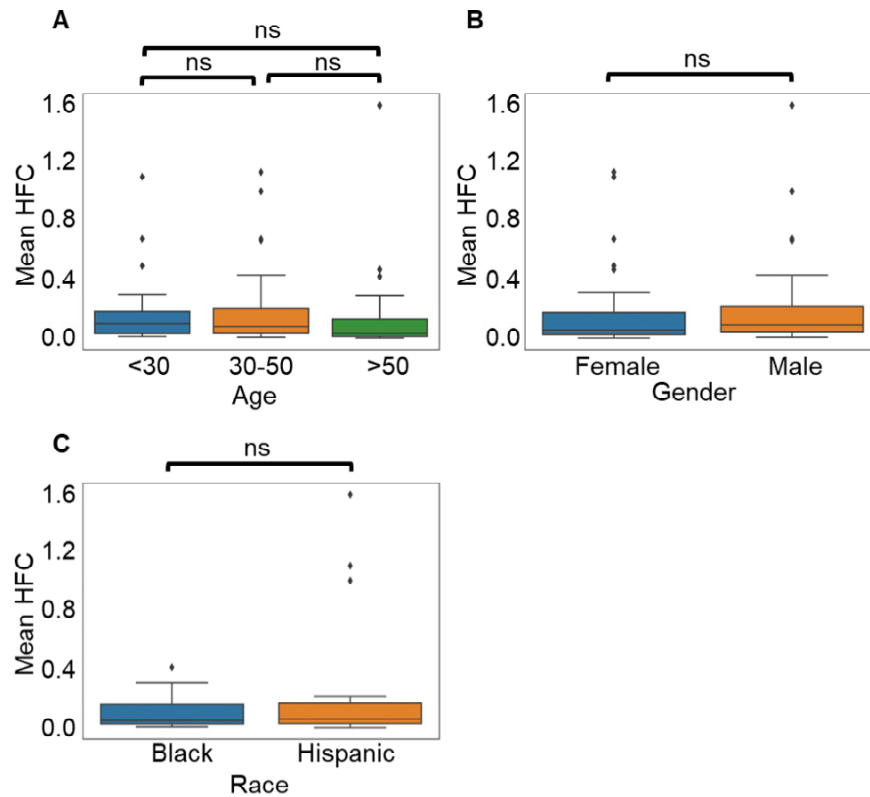 A
ns
ns
ns
Mean HFC
1.6
1.2
0.8
0.4
0.0
<30
30-50
>50
Age
B
ns
Mean HFC
1.6
1.2
0.8
0.4
0.0
Female
Male
Gender
C
ns
Mean HFC
1.6
1.2
0.8
0.4
0.0
Black
Hispanic
Race